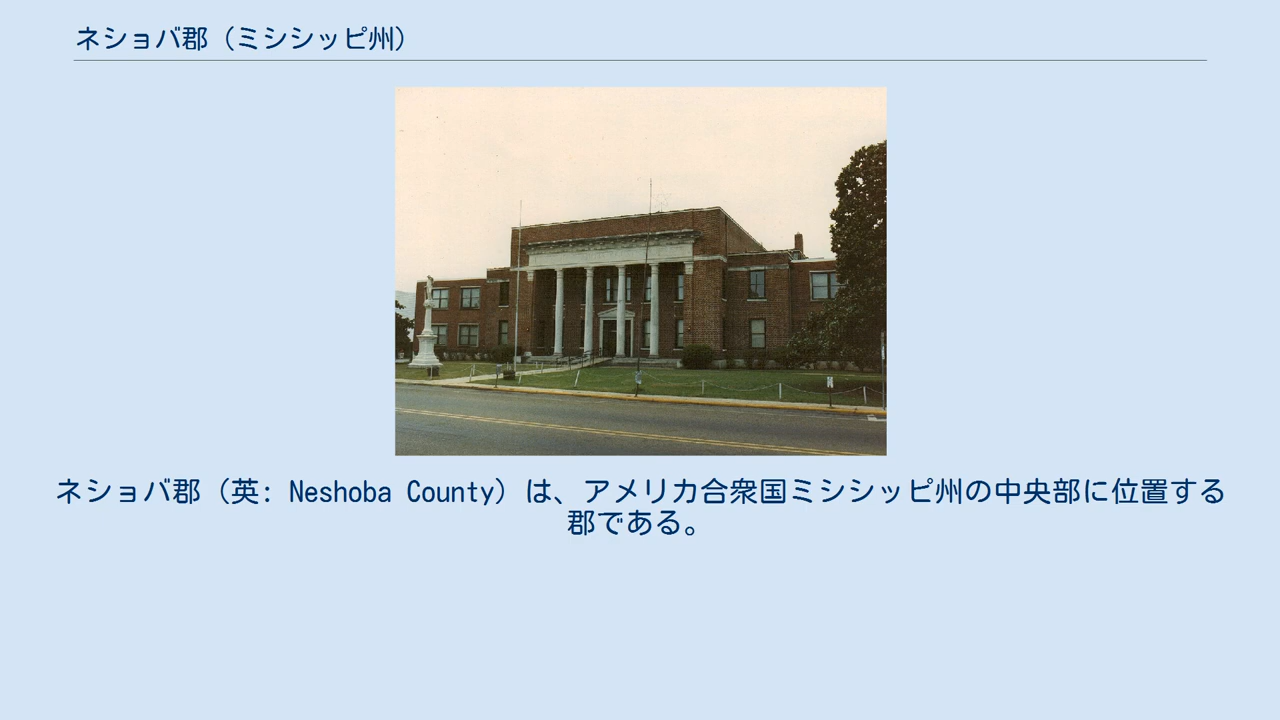 ネショバ郡（ミシシッピ州）
ネショバ郡（英: Neshoba County）は、アメリカ合衆国ミシシッピ州の中央部に位置する
郡である。